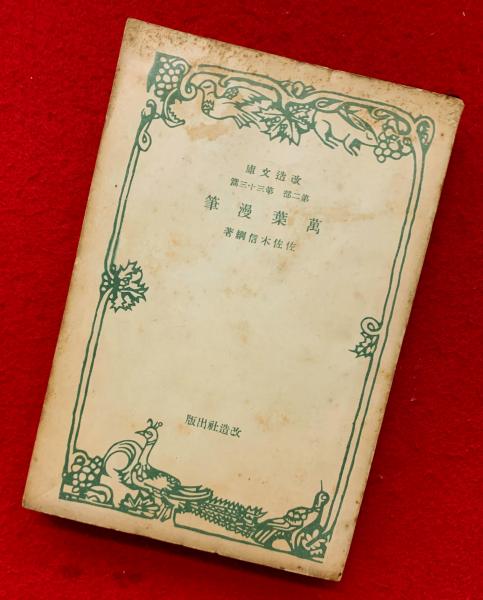 改造文庫
第二部 第三十三篇
萬葉漫筆
佐佐木信綱著
改造社出版